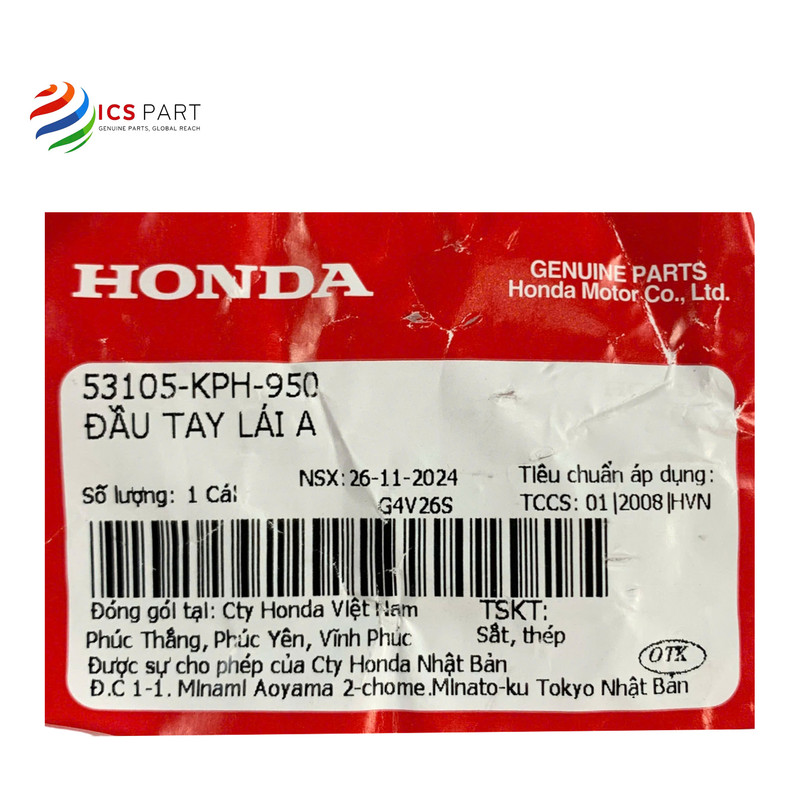 ICS PART
GENUINE PARTS, GLOBAL REACH
HONDA
GENUINE PARTS
Honda Motor Co., Ltd.
53105-KPH-950
ĐẦU TAY LÁI A
NSX: 26-11-2024
Tiêu chuẩn áp dụng:
Số lượng: 1 Cái
G4V26S
TCCS: 01|2008|HVN
Đóng gói tại: Cty Honda Việt Nam
TSKT:
Phúc Thắng, Phúc Yên, Vĩnh Phúc
Sắt, thép
Được sự cho phép của Cty Honda Nhật Bản
OTK
Đ.C 1-1. Minami Aoyama 2-chome.Minato-ku Tokyo Nhật Bản